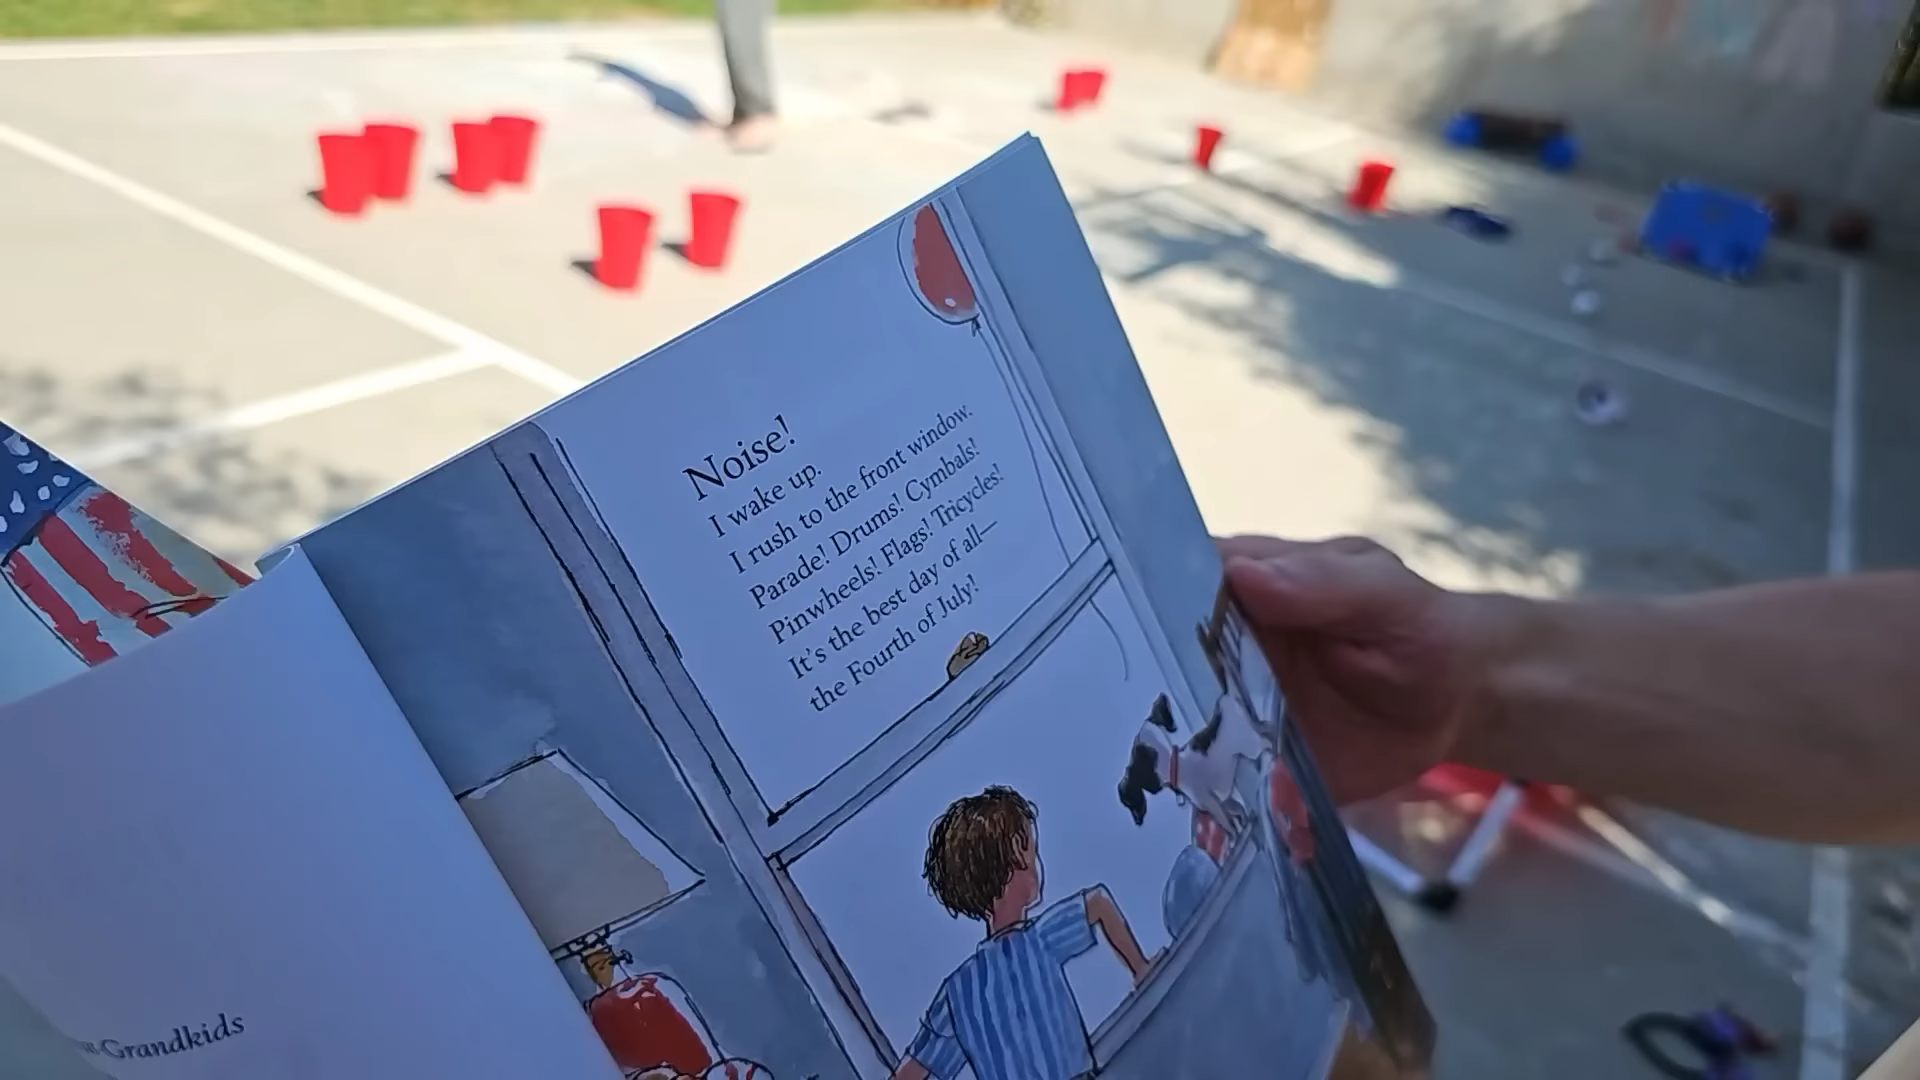 Noise!
I wake up.
I rush to the front window.
Parade! Drums! Cymbals!
Pinwheels! Flags! Tricycles!
It's the best day of all—
the Fourth of July!
Grandkids